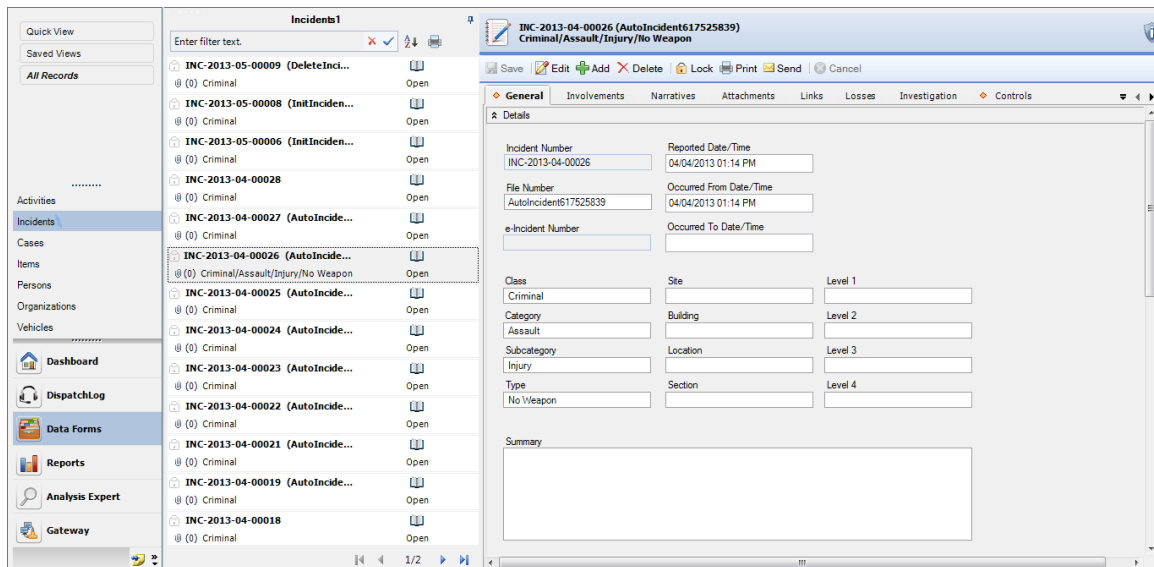 Quick View
Saved Views
All Records
Activities
Incidents
Cases
Items
Persons
Organizations
Vehicles
Dashboard
DispatchLog
Data Forms
Reports
Analysis Expert
Gateway
Incidents1
Enter filter text.
INC-2013-05-00009 (DeleteInci...
(0) Criminal Open
INC-2013-05-00008 (InitInciden...
(0) Criminal Open
INC-2013-05-00006 (InitInciden...
(0) Criminal Open
INC-2013-04-00028
(0) Criminal Open
INC-2013-04-00027 (AutoIncide...
(0) Criminal Open
INC-2013-04-00026 (AutoIncide...
(0) Criminal/Assault/Injury/No Weapon Open
INC-2013-04-00025 (AutoIncide...
(0) Criminal Open
INC-2013-04-00024 (AutoIncide...
(0) Criminal Open
INC-2013-04-00023 (AutoIncide...
(0) Criminal Open
INC-2013-04-00022 (AutoIncide...
(0) Criminal Open
INC-2013-04-00021 (AutoIncide...
(0) Criminal Open
INC-2013-04-00019 (AutoIncide...
(0) Criminal Open
INC-2013-04-00018
(0) Criminal Open
1/2
INC-2013-04-00026 (AutoIncident617525839)
Criminal/Assault/Injury/No Weapon
Save Edit Add Delete Lock Print Send Cancel
General Involvements Narratives Attachments Links Losses Investigation Controls
Details
Incident Number Reported Date/Time
INC-2013-04-00026 04/04/2013 01:14 PM
File Number Occurred From Date/Time
AutoIncident617525839 04/04/2013 01:14 PM
e-Incident Number Occurred To Date/Time
Class Site Level 1
Criminal
Category Building Level 2
Assault
Subcategory Location Level 3
Injury
Type Section Level 4
No Weapon
Summary